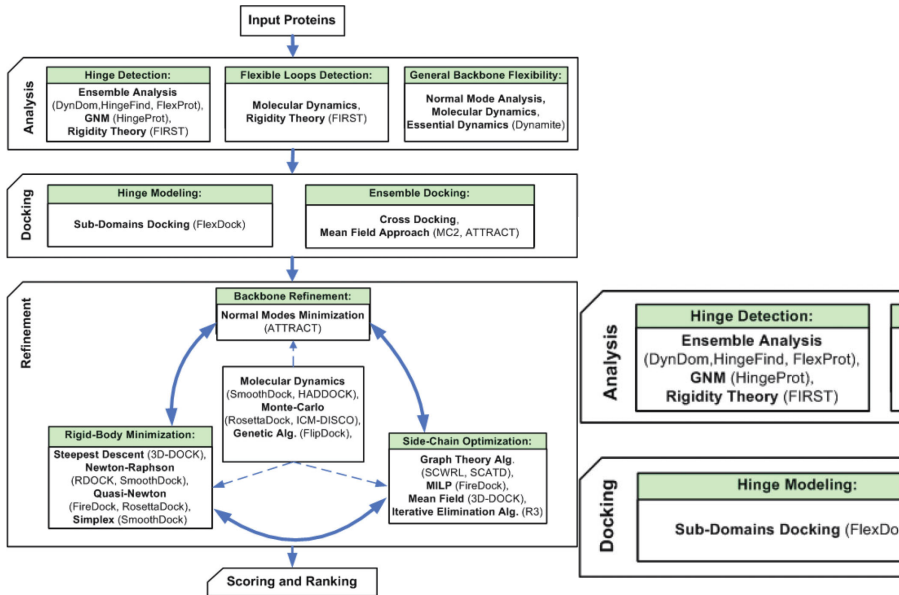 Input Proteins
Analysis
Hinge Detection:
Ensemble Analysis
(DynDom,HingeFind, FlexProt),
GNM (HingeProt),
Rigidity Theory (FIRST)
Flexible Loops Detection:
Molecular Dynamics,
Rigidity Theory (FIRST)
General Backbone Flexibility:
Normal Mode Analysis,
Molecular Dynamics,
Essential Dynamics (Dynamite)
Docking
Hinge Modeling:
Sub-Domains Docking (FlexDock)
Ensemble Docking:
Cross Docking,
Mean Field Approach (MC2, ATTRACT)
Refinement
Backbone Refinement:
Normal Modes Minimization
(ATTRACT)
Molecular Dynamics
(SmoothDock, HADDOCK),
Monte-Carlo
(RosettaDock, ICM-DISCO),
Genetic Alg. (FlipDock),
Rigid-Body Minimization:
Steepest Descent (3D-DOCK),
Newton-Raphson
(RDOCK, SmoothDock),
Quasi-Newton
(FireDock, RosettaDock),
Simplex (SmoothDock)
Side-Chain Optimization:
Graph Theory Alg.
(SCWRL, SCATD),
MILP (FireDock),
Mean Field (3D-DOCK),
Iterative Elimination Alg. (R3)
Scoring and Ranking
Analysis
Hinge Detection:
Ensemble Analysis
(DynDom,HingeFind, FlexProt),
GNM (HingeProt),
Rigidity Theory (FIRST)
Docking
Hinge Modeling:
Sub-Domains Docking (FlexDo